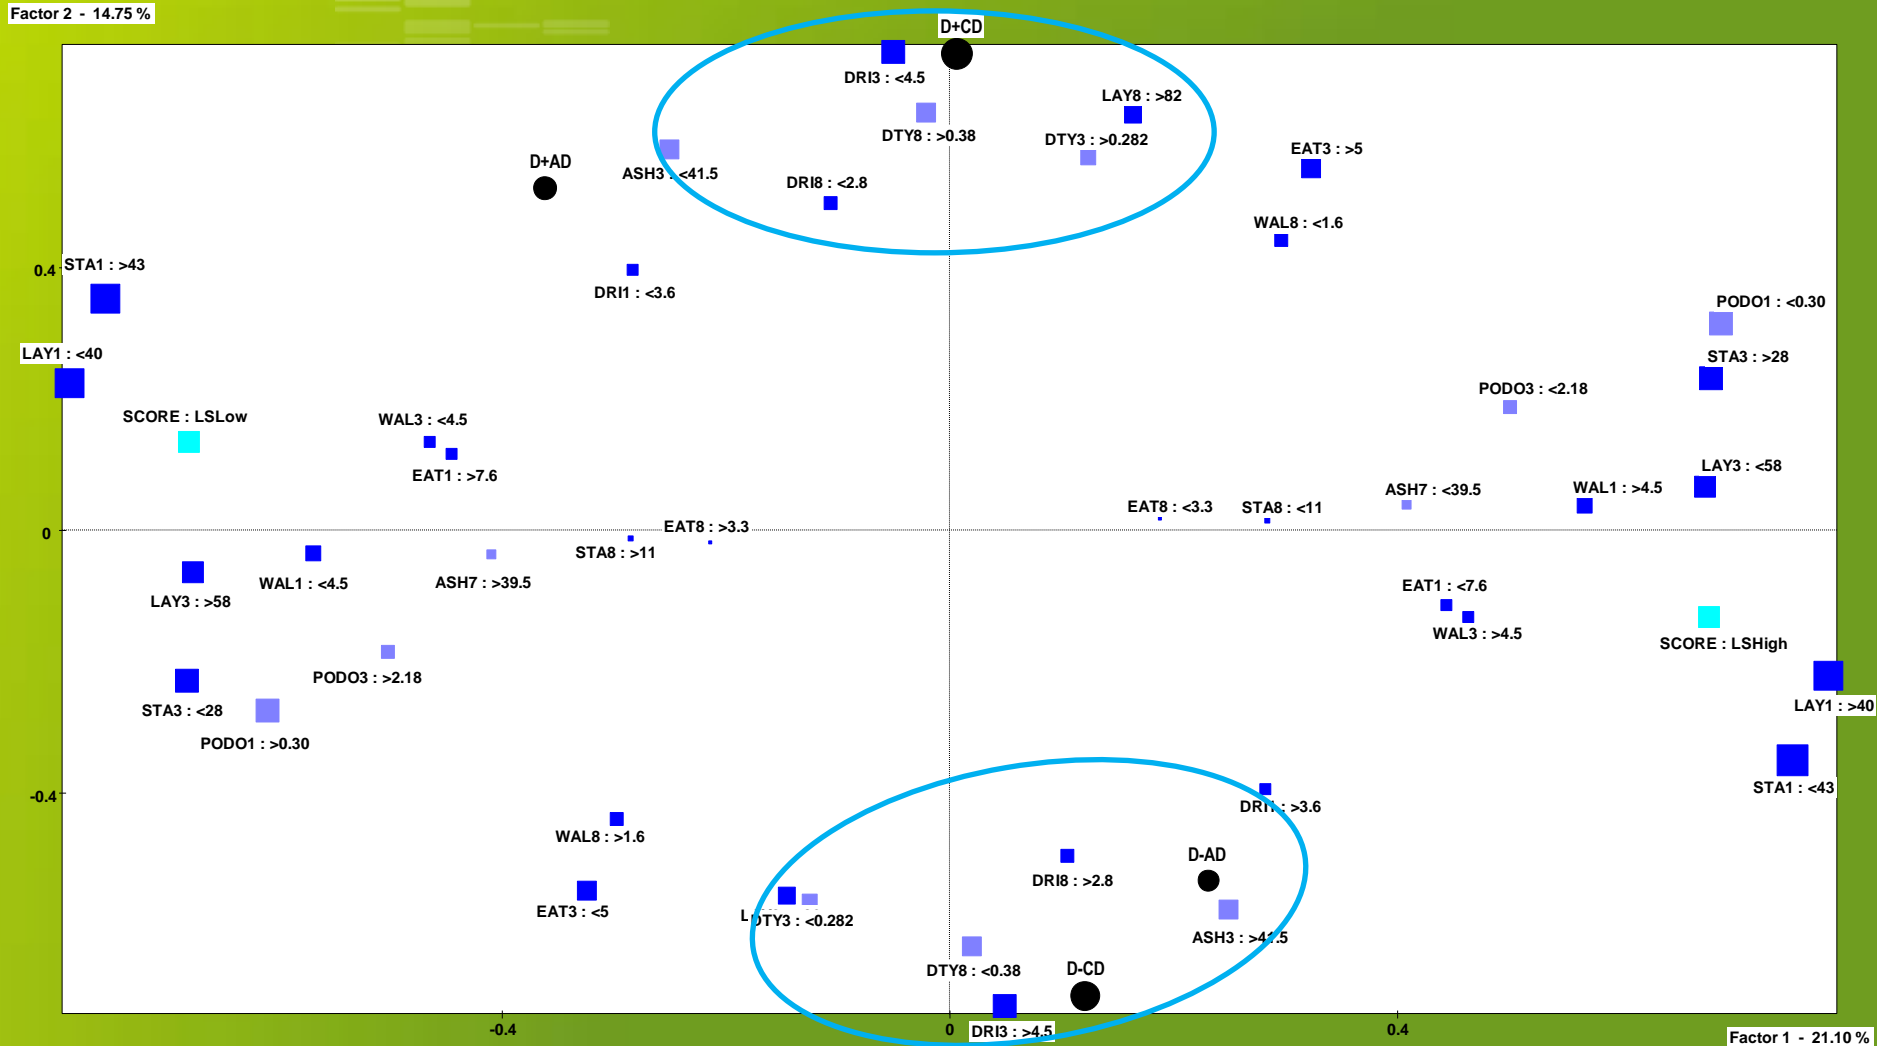 Factor 2 - 14.75 %
D+CD
DRI3 : <4.5
LAY8 : >82
DTY8 : >0.38
DTY3 : >0.282
EAT3 : >5
D+AD
ASH3 : <41.5
DRI8 : <2.8
WAL8 : <1.6
0.4
STA1 : >43
DRI1 : <3.6
PODO1 : <0.30
LAY1 : <40
STA3 : >28
PODO3 : <2.18
SCORE : LSLow
WAL3 : <4.5
EAT1 : >7.6
LAY3 : <58
WAL1 : >4.5
ASH7 : <39.5
EAT8 : <3.3
STA8 : <11
EAT8 : >3.3
0
STA8 : >11
WAL1 : <4.5
ASH7 : >39.5
LAY3 : >58
EAT1 : <7.6
WAL3 : >4.5
SCORE : LSHigh
PODO3 : >2.18
STA3 : <28
LAY1 : >40
PODO1 : >0.30
-0.4
STA1 : <43
DRI1 : >3.6
WAL8 : >1.6
D-AD
DRI8 : >2.8
EAT3 : <5
DTY3 : <0.282
ASH3 : >41.5
DTY8 : <0.38
D-CD
-0.4
0
DRI3 : >4.5
0.4
Factor 1 - 21.10 %